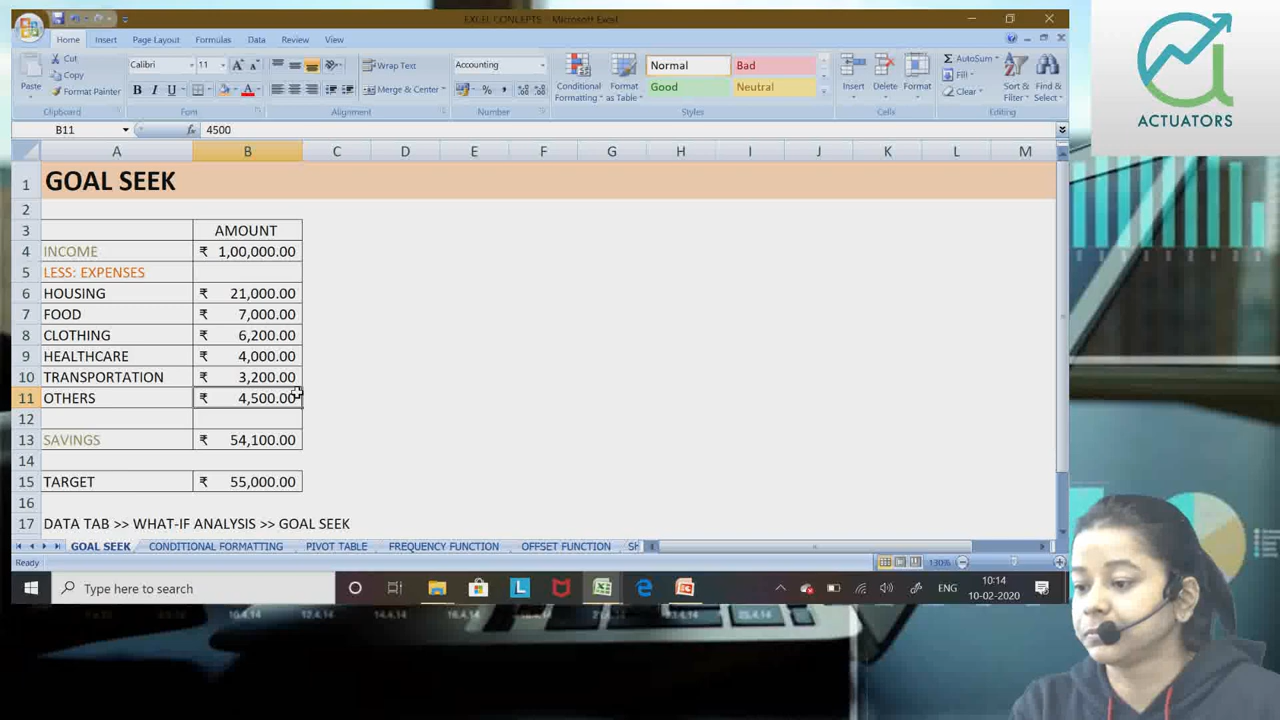 EXCEL CONCEPTS - Microsoft Excel
Home Insert Page Layout Formulas Data Review View
Paste
Cut
Copy
Format Painter
Clipboard
Calibri 11
B I U A
Font
Wrap Text
Merge & Center
Alignment
Accounting
%
Number
Conditional Formatting
Format as Table
Normal Bad
Good Neutral
Styles
Insert Delete Format
Cells
AutoSum
Fill
Clear
Sort & Filter
Find & Select
Editing
B11 fx 4500
A B C D E F G H I J K L M
1 GOAL SEEK
2
3 AMOUNT
4 INCOME ₹ 1,00,000.00
5 LESS: EXPENSES
6 HOUSING ₹ 21,000.00
7 FOOD ₹ 7,000.00
8 CLOTHING ₹ 6,200.00
9 HEALTHCARE ₹ 4,000.00
10 TRANSPORTATION ₹ 3,200.00
11 OTHERS ₹ 4,500.00
12
13 SAVINGS ₹ 54,100.00
14
15 TARGET ₹ 55,000.00
16
17 DATA TAB >> WHAT-IF ANALYSIS >> GOAL SEEK
GOAL SEEK CONDITIONAL FORMATTING PIVOT TABLE FREQUENCY FUNCTION OFFSET FUNCTION
Ready 130%
Type here to search
ENG
10:14
10-02-2020
ACTUATORS